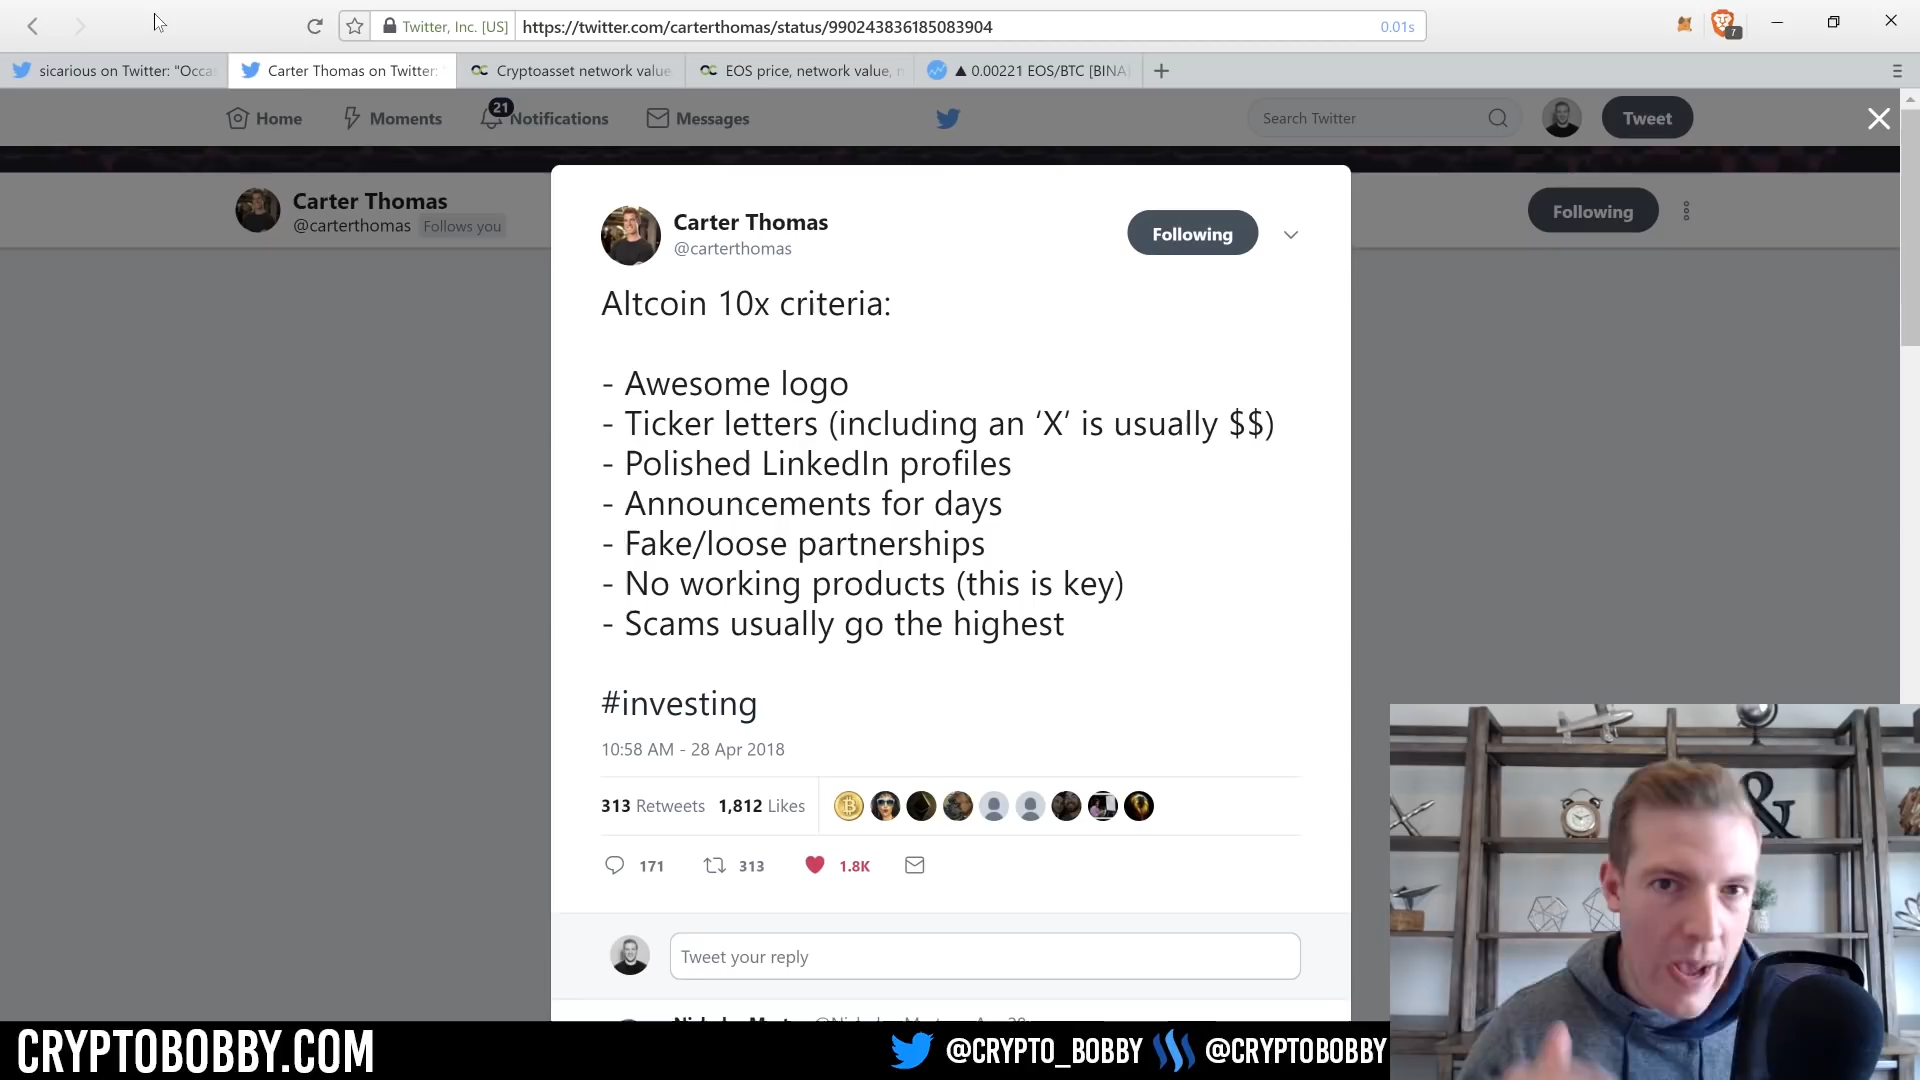 Twitter, Inc. [US]
https://twitter.com/carterthomas/status/990243836185083904
0.01s
7
sicarious on Twitter: "Occas
Carter Thomas on Twitter:
Cryptoasset network value
EOS price, network value, n
▲ 0.00221 EOS/BTC [BINA
Home
Moments
21
Notifications
Messages
Search Twitter
Tweet
Carter Thomas
@carterthomas
Follows you
Following
Carter Thomas
@carterthomas
Following
Altcoin 10x criteria:
- Awesome logo
- Ticker letters (including an ‘X’ is usually $$)
- Polished LinkedIn profiles
- Announcements for days
- Fake/loose partnerships
- No working products (this is key)
- Scams usually go the highest
#investing
10:58 AM - 28 Apr 2018
313 Retweets 1,812 Likes
171
313
1.8K
Tweet your reply
&
CRYPTOBOBBY.COM
@CRYPTO_BOBBY
@CRYPTOBOBBY